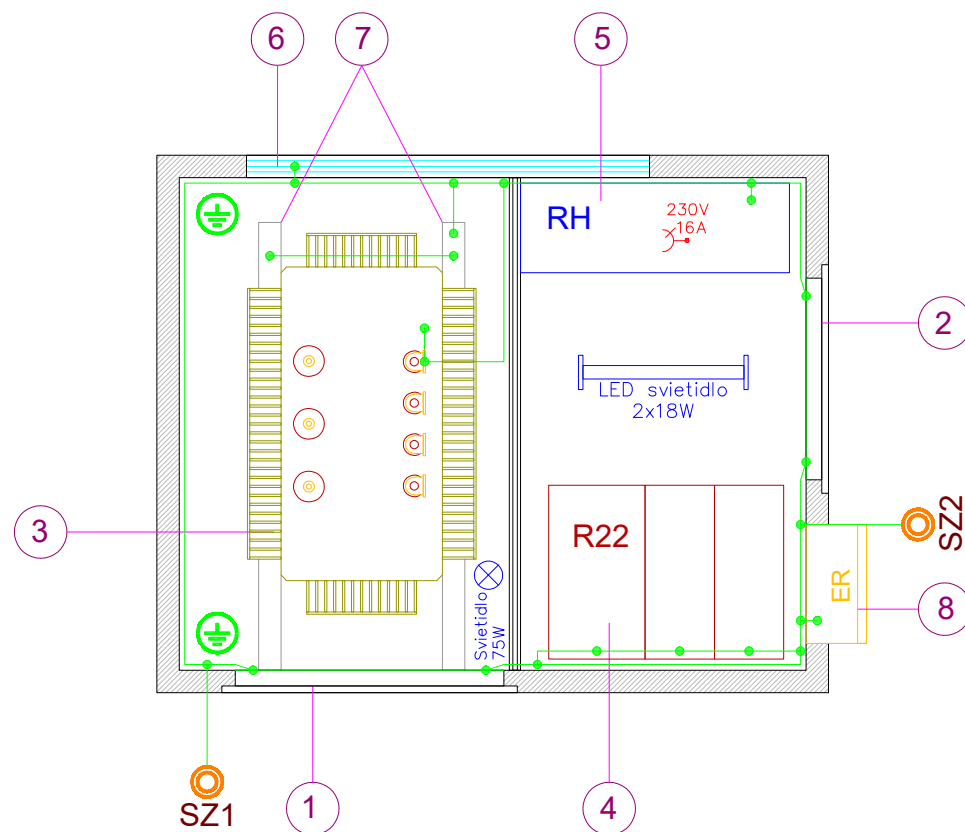 6
7
5
RH
230V
16A
2
LED svietidlo
2x18W
3
R22
SZ2
Svietidlo
75W
ER
8
SZ1
1
4